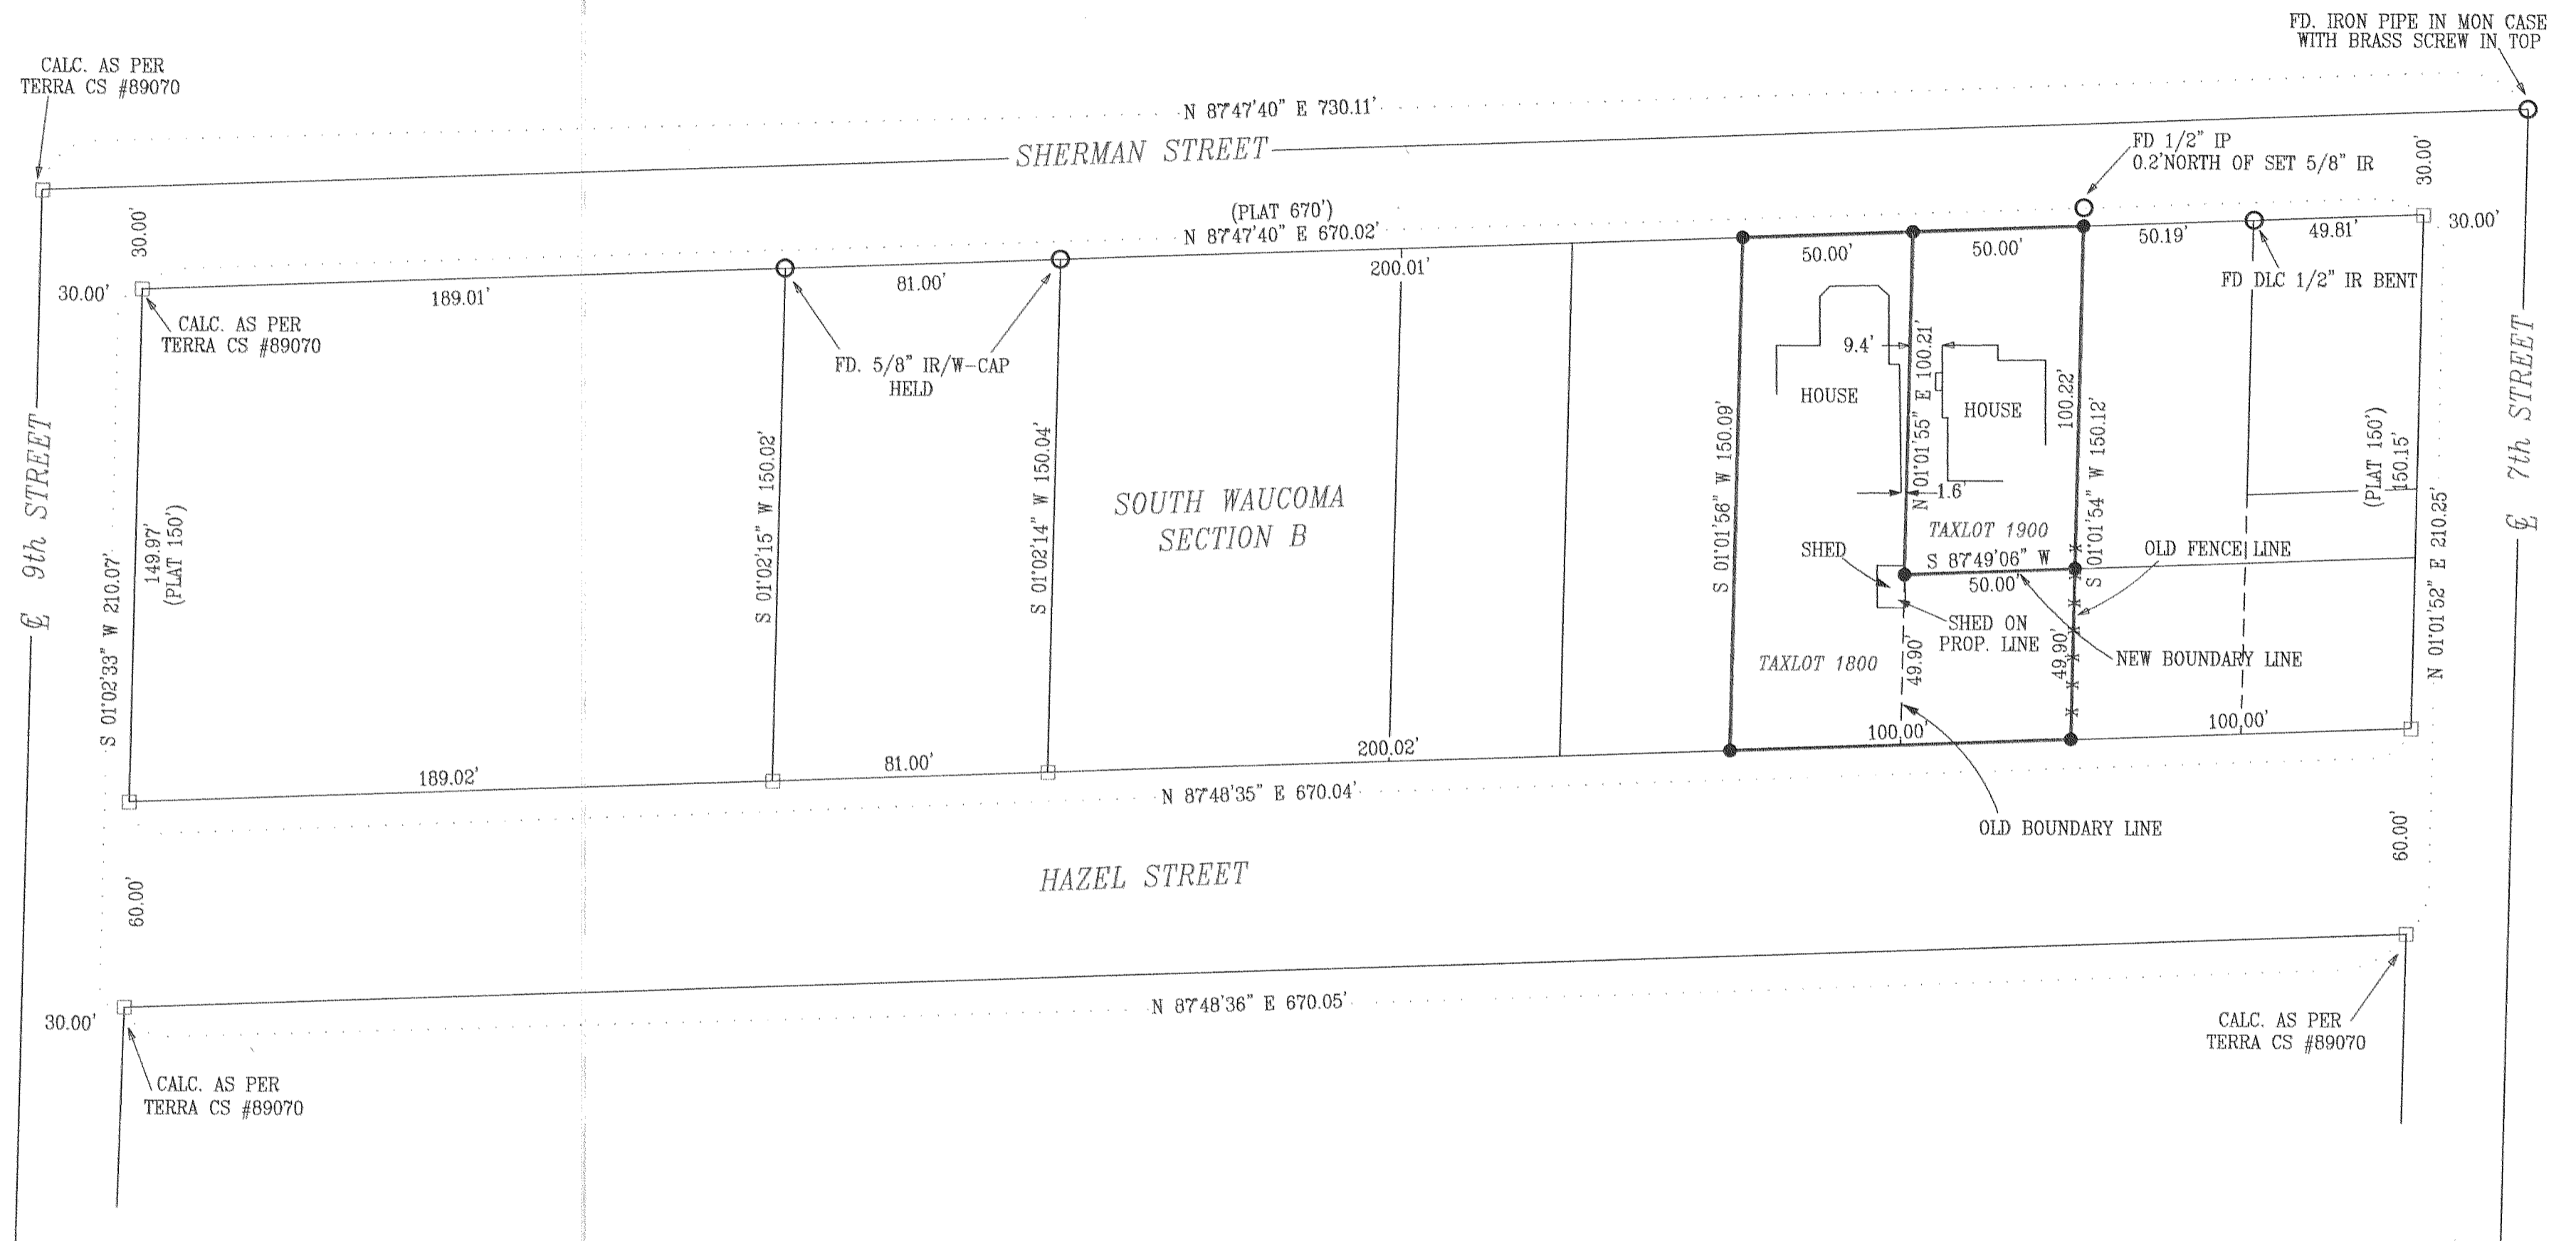 FD. IRON PIPE IN MON CASE
WITH BRASS SCREW IN TOP
CALC. AS PER
TERRA CS #89070
N 87°47'40" E 730.11'
SHERMAN STREET
FD 1/2" IP
0.2'NORTH OF SET 5/8" IR
30.00'
30.00'
(PLAT 670')
N 87°47'40" E 670.02'
30.00'
30.00'
189.01'
81.00'
200.01'
50.00'
50.00'
50.19'
49.81'
FD DLC 1/2" IR BENT
CALC. AS PER
TERRA CS #89070
FD. 5/8" IR/W-CAP
HELD
9.4'
HOUSE
HOUSE
N 01°01'55" E 100.21'
100.22'
1.6'
S 01°01'56" W 150.09'
S 01°01'54" W 150.12'
(PLAT 150')
150.15'
N 01°01'52" E 210.25'
℄ 7th STREET
℄ 9th STREET
S 01°02'33" W 210.07'
149.97'
(PLAT 150')
S 01°02'15" W 150.02'
S 01°02'14" W 150.04'
SOUTH WAUCOMA
SECTION B
TAXLOT 1900
S 87°49'06" W
50.00'
SHED
OLD FENCE LINE
SHED ON
PROP. LINE
TAXLOT 1800
49.90'
49.90'
NEW BOUNDARY LINE
189.02'
81.00'
200.02'
100.00'
100.00'
N 87°48'35" E 670.04'
OLD BOUNDARY LINE
HAZEL STREET
60.00'
60.00'
30.00'
N 87°48'36" E 670.05'
CALC. AS PER
TERRA CS #89070
CALC. AS PER
TERRA CS #89070